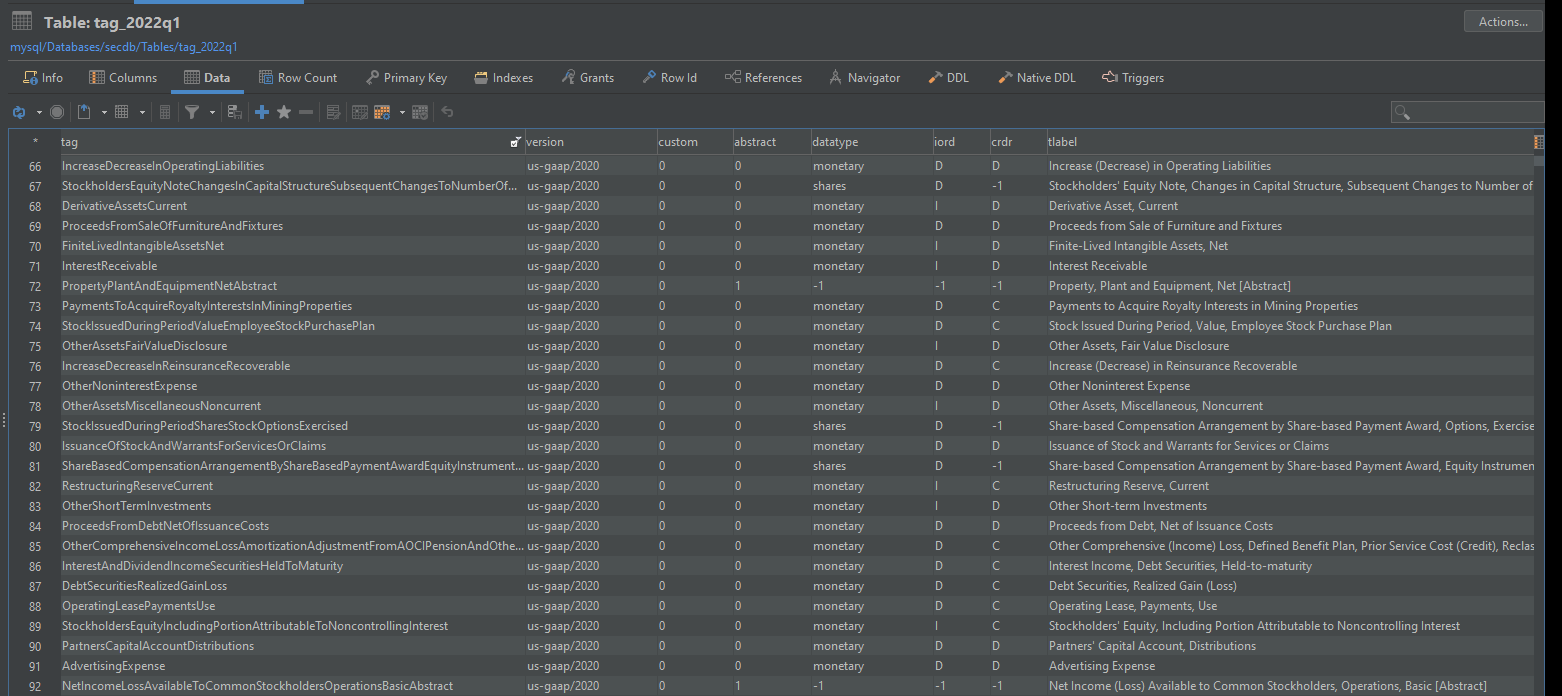 Table: tag_2022q1
Actions...
mysql/Databases/secdb/Tables/tag_2022q1
Info Columns Data Row Count Primary Key Indexes Grants Row Id References Navigator DDL Native DDL Triggers
* tag version custom abstract datatype iord crdr tlabel
66 IncreaseDecreaseInOperatingLiabilities us-gaap/2020 0 0 monetary D D Increase (Decrease) in Operating Liabilities
67 StockholdersEquityNoteChangesInCapitalStructureSubsequentChangesToNumberOf... us-gaap/2020 0 0 shares D -1 Stockholders' Equity Note, Changes in Capital Structure, Subsequent Changes to Number of
68 DerivativeAssetsCurrent us-gaap/2020 0 0 monetary I D Derivative Asset, Current
69 ProceedsFromSaleOfFurnitureAndFixtures us-gaap/2020 0 0 monetary D D Proceeds from Sale of Furniture and Fixtures
70 FiniteLivedIntangibleAssetsNet us-gaap/2020 0 0 monetary I D Finite-Lived Intangible Assets, Net
71 InterestReceivable us-gaap/2020 0 0 monetary I D Interest Receivable
72 PropertyPlantAndEquipmentNetAbstract us-gaap/2020 0 1 -1 -1 -1 Property, Plant and Equipment, Net [Abstract]
73 PaymentsToAcquireRoyaltyInterestsInMiningProperties us-gaap/2020 0 0 monetary D C Payments to Acquire Royalty Interests in Mining Properties
74 StockIssuedDuringPeriodValueEmployeeStockPurchasePlan us-gaap/2020 0 0 monetary D C Stock Issued During Period, Value, Employee Stock Purchase Plan
75 OtherAssetsFairValueDisclosure us-gaap/2020 0 0 monetary I D Other Assets, Fair Value Disclosure
76 IncreaseDecreaseInReinsuranceRecoverable us-gaap/2020 0 0 monetary D C Increase (Decrease) in Reinsurance Recoverable
77 OtherNoninterestExpense us-gaap/2020 0 0 monetary D D Other Noninterest Expense
78 OtherAssetsMiscellaneousNoncurrent us-gaap/2020 0 0 monetary I D Other Assets, Miscellaneous, Noncurrent
79 StockIssuedDuringPeriodSharesStockOptionsExercised us-gaap/2020 0 0 shares D -1 Share-based Compensation Arrangement by Share-based Payment Award, Options, Exercise
80 IssuanceOfStockAndWarrantsForServicesOrClaims us-gaap/2020 0 0 monetary D D Issuance of Stock and Warrants for Services or Claims
81 ShareBasedCompensationArrangementByShareBasedPaymentAwardEquityInstrument... us-gaap/2020 0 0 shares D -1 Share-based Compensation Arrangement by Share-based Payment Award, Equity Instrumen
82 RestructuringReserveCurrent us-gaap/2020 0 0 monetary I C Restructuring Reserve, Current
83 OtherShortTermInvestments us-gaap/2020 0 0 monetary I D Other Short-term Investments
84 ProceedsFromDebtNetOfIssuanceCosts us-gaap/2020 0 0 monetary D D Proceeds from Debt, Net of Issuance Costs
85 OtherComprehensiveIncomeLossAmortizationAdjustmentFromAOCIPensionAndOthe... us-gaap/2020 0 0 monetary D C Other Comprehensive (Income) Loss, Defined Benefit Plan, Prior Service Cost (Credit), Reclas
86 InterestAndDividendIncomeSecuritiesHeldToMaturity us-gaap/2020 0 0 monetary D C Interest Income, Debt Securities, Held-to-maturity
87 DebtSecuritiesRealizedGainLoss us-gaap/2020 0 0 monetary D C Debt Securities, Realized Gain (Loss)
88 OperatingLeasePaymentsUse us-gaap/2020 0 0 monetary D C Operating Lease, Payments, Use
89 StockholdersEquityIncludingPortionAttributableToNoncontrollingInterest us-gaap/2020 0 0 monetary I C Stockholders' Equity, Including Portion Attributable to Noncontrolling Interest
90 PartnersCapitalAccountDistributions us-gaap/2020 0 0 monetary D D Partners' Capital Account, Distributions
91 AdvertisingExpense us-gaap/2020 0 0 monetary D D Advertising Expense
92 NetIncomeLossAvailableToCommonStockholdersOperationsBasicAbstract us-gaap/2020 0 1 -1 -1 -1 Net Income (Loss) Available to Common Stockholders, Operations, Basic [Abstract]